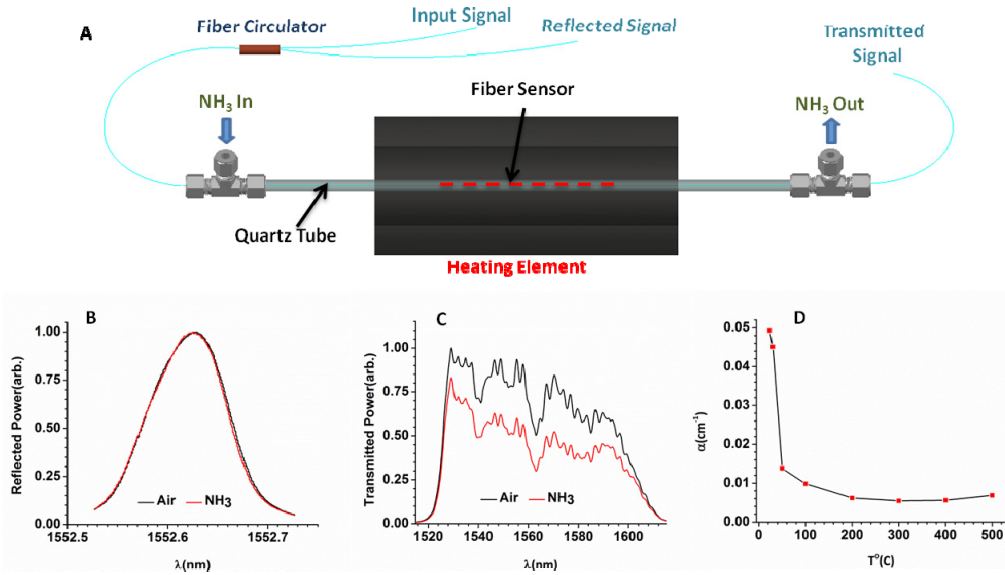 A
Fiber Circulator
Input Signal
Reflected Signal
Transmitted
Signal
NH3 In
Fiber Sensor
NH3 Out
Quartz Tube
Heating Element
B
1.00
0.75
0.50
0.25
0.00
Reflected Power(arb.)
Air
NH3
1552.5
1552.6
1552.7
λ(nm)
C
1.00
0.75
0.50
0.25
0.00
Transmitted Power(arb.)
Air
NH3
1520
1540
1560
1580
1600
λ(nm)
D
0.05
0.04
0.03
0.02
0.01
0.00
α(cm-1)
0
100
200
300
400
500
To(C)